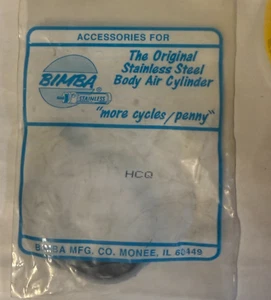 ACCESSORIES FOR
The Original
Stainless Steel
Body Air Cylinder
BIMBA
STAINLESS
"more cycles/penny"
HCQ
BIMBA MFG. CO. MONEE, IL 60449